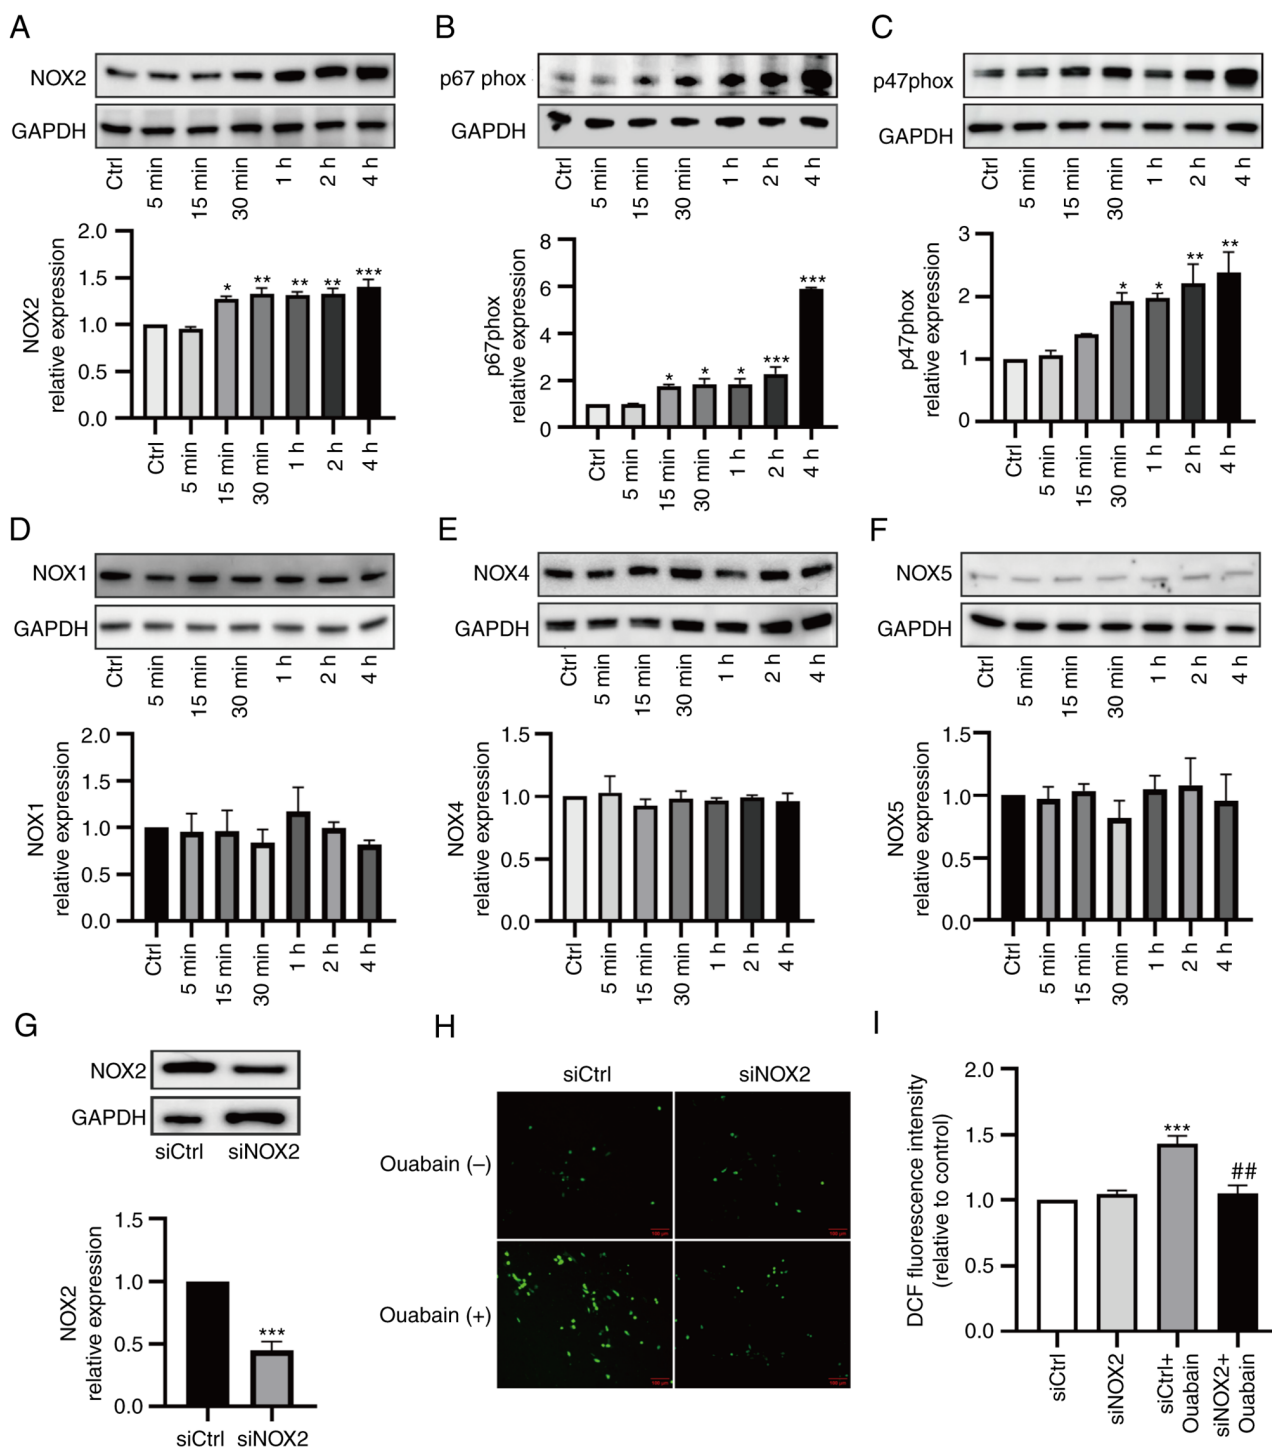 A
NOX2
GAPDH
Ctrl
5 min
15 min
30 min
1 h
2 h
4 h
NOX2
relative expression
2.0
1.5
1.0
0.5
0.0
*
**
**
**
***
Ctrl
5 min
15 min
30 min
1 h
2 h
4 h
B
p67 phox
GAPDH
Ctrl
5 min
15 min
30 min
1 h
2 h
4 h
p67phox
relative expression
8
6
4
2
0
*
*
*
***
***
Ctrl
5 min
15 min
30 min
1 h
2 h
4 h
C
p47phox
GAPDH
Ctrl
5 min
15 min
30 min
1 h
2 h
4 h
p47phox
relative expression
3
2
1
0
*
*
**
**
Ctrl
5 min
15 min
30 min
1 h
2 h
4 h
D
NOX1
GAPDH
Ctrl
5 min
15 min
30 min
1 h
2 h
4 h
NOX1
relative expression
2.0
1.5
1.0
0.5
0.0
Ctrl
5 min
15 min
30 min
1 h
2 h
4 h
E
NOX4
GAPDH
Ctrl
5 min
15 min
30 min
1 h
2 h
4 h
NOX4
relative expression
1.5
1.0
0.5
0.0
Ctrl
5 min
15 min
30 min
1 h
2 h
4 h
F
NOX5
GAPDH
Ctrl
5 min
15 min
30 min
1 h
2 h
4 h
NOX5
relative expression
1.5
1.0
0.5
0.0
Ctrl
5 min
15 min
30 min
1 h
2 h
4 h
G
NOX2
GAPDH
siCtrl siNOX2
NOX2
relative expression
1.5
1.0
0.5
0.0
***
siCtrl siNOX2
H
siCtrl siNOX2
Ouabain (–)
Ouabain (+)
100 μm
100 μm
100 μm
100 μm
I
DCF fluorescence intensity
(relative to control)
2.0
1.5
1.0
0.5
0.0
***
##
siCtrl
siNOX2
siCtrl+
Ouabain
siNOX2+
Ouabain